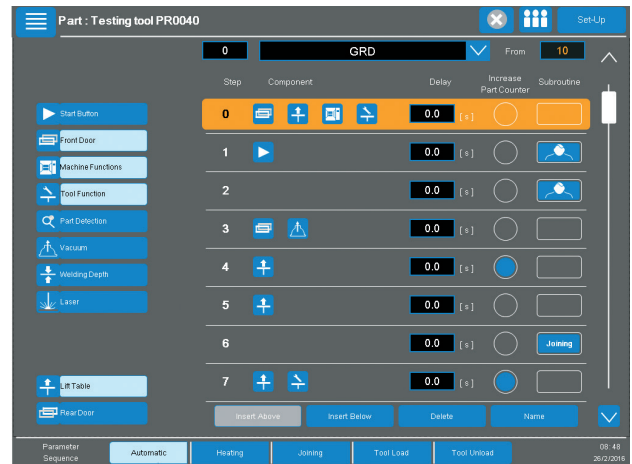 Part : Testing tool PR0040
Set-Up
0 GRD From 10
Step Component Delay Increase Part Counter Subroutine
Start Button
Front Door
Machine Functions
Tool Function
Part Detection
Vacuum
Welding Depth
Laser
Lift Table
Rear Door
0 0.0 [s]
1 0.0 [s]
2 0.0 [s]
3 0.0 [s]
4 0.0 [s]
5 0.0 [s]
6 0.0 [s] Joining
7 0.0 [s]
Insert Above Insert Below Delete Name
Parameter Sequence Automatic Heating Joining Tool Load Tool Unload
08:48
26/2/2016